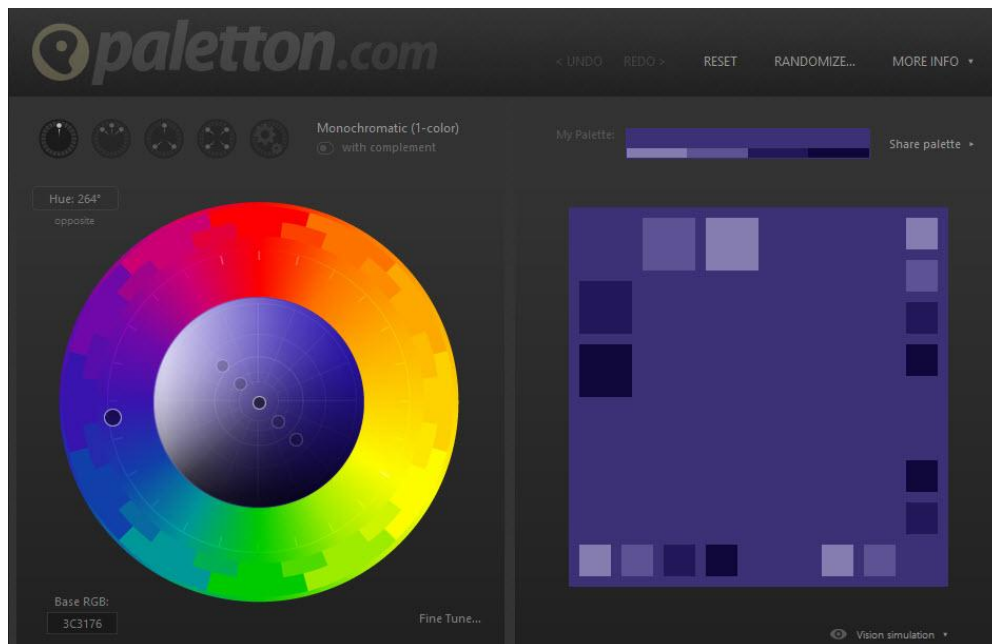 paletton.com
< UNDO REDO > RESET RANDOMIZE... MORE INFO ▾
Monochromatic (1-color)
with complement
My Palette:
Share palette ▸
Hue: 264°
opposite
Base RGB:
3C3176
Fine Tune...
Vision simulation ▾